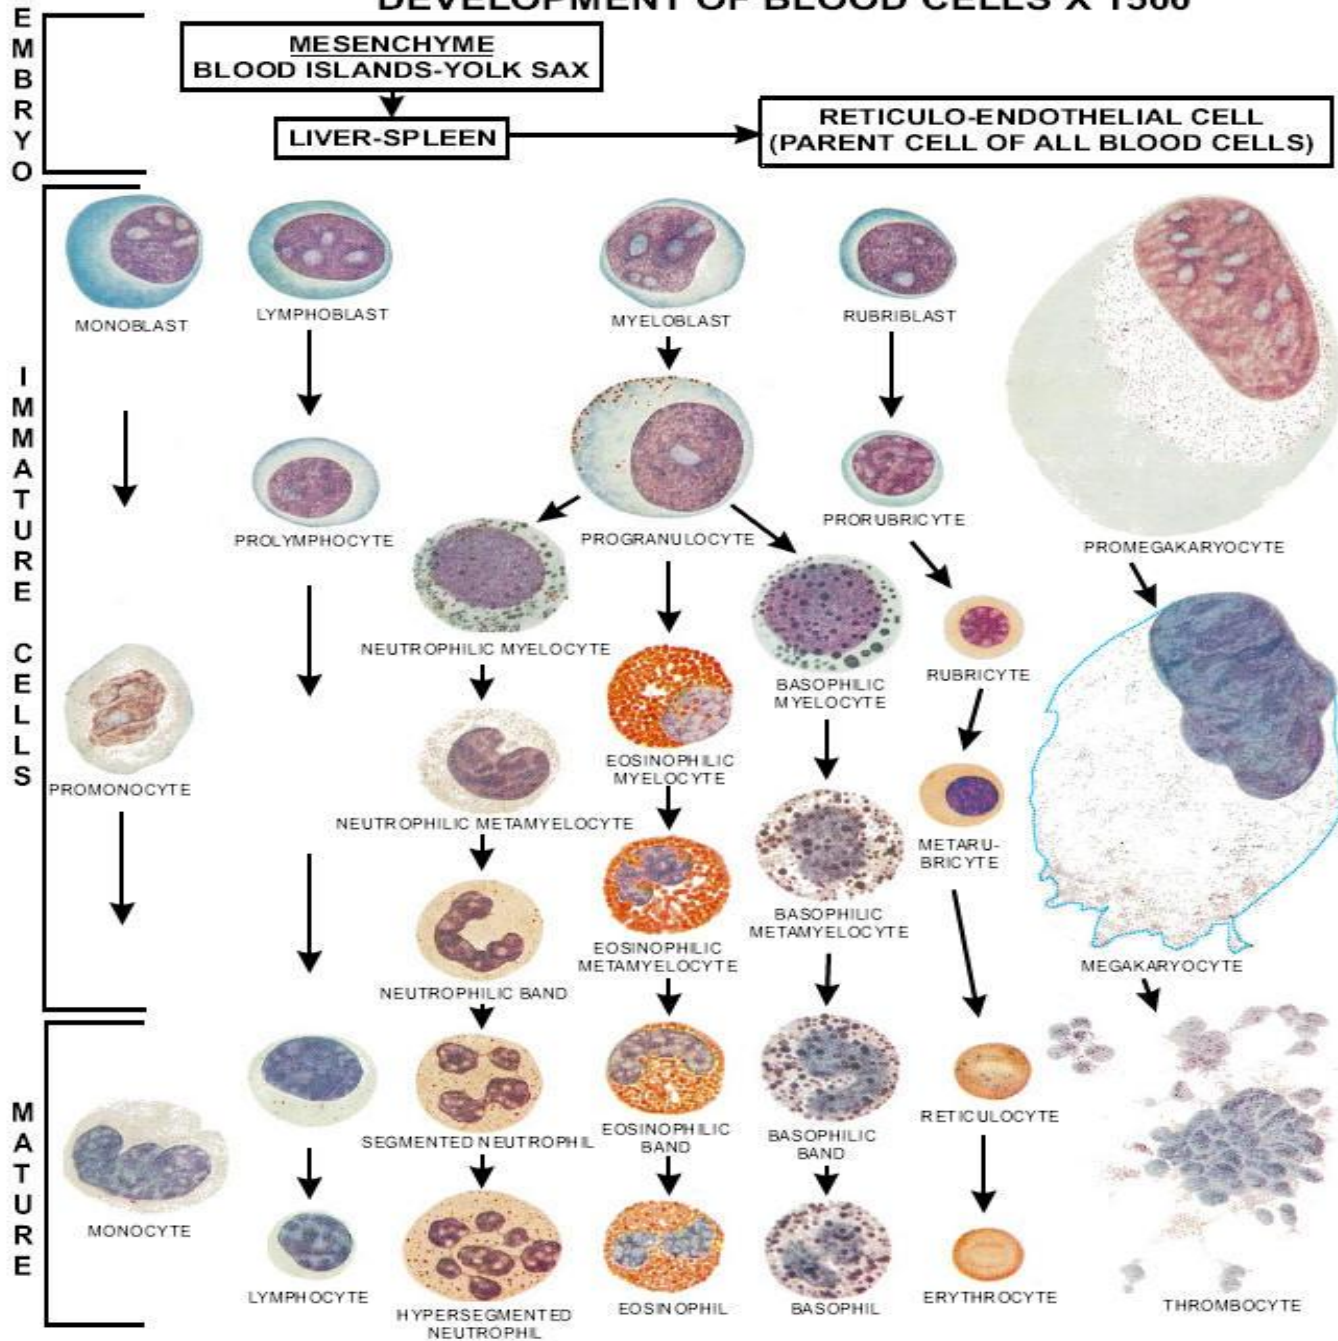 DEVELOPMENT OF BLOOD CELLS X 1500
EMBRYO
MESENCHYME
BLOOD ISLANDS-YOLK SAX
LIVER-SPLEEN
RETICULO-ENDOTHELIAL CELL
(PARENT CELL OF ALL BLOOD CELLS)
IMMATURE CELLS
MONOBLAST
LYMPHOBLAST
MYELOBLAST
RUBRIBLAST
PROLYMPHOCYTE
PROGRANULOCYTE
PRORUBRICYTE
PROMEGAKARYOCYTE
NEUTROPHILIC MYELOCYTE
EOSINOPHILIC
MYELOCYTE
BASOPHILIC
MYELOCYTE
RUBRICYTE
PROMONOCYTE
NEUTROPHILIC METAMYELOCYTE
EOSINOPHILIC
METAMYELOCYTE
BASOPHILIC
METAMYELOCYTE
METARU-
BRICYTE
NEUTROPHILIC BAND
MEGAKARYOCYTE
MATURE
SEGMENTED NEUTROPHIL
EOSINOPHILIC
BAND
BASOPHILIC
BAND
RETICULOCYTE
MONOCYTE
LYMPHOCYTE
HYPERSEGMENTED
NEUTROPHIL
EOSINOPHIL
BASOPHIL
ERYTHROCYTE
THROMBOCYTE